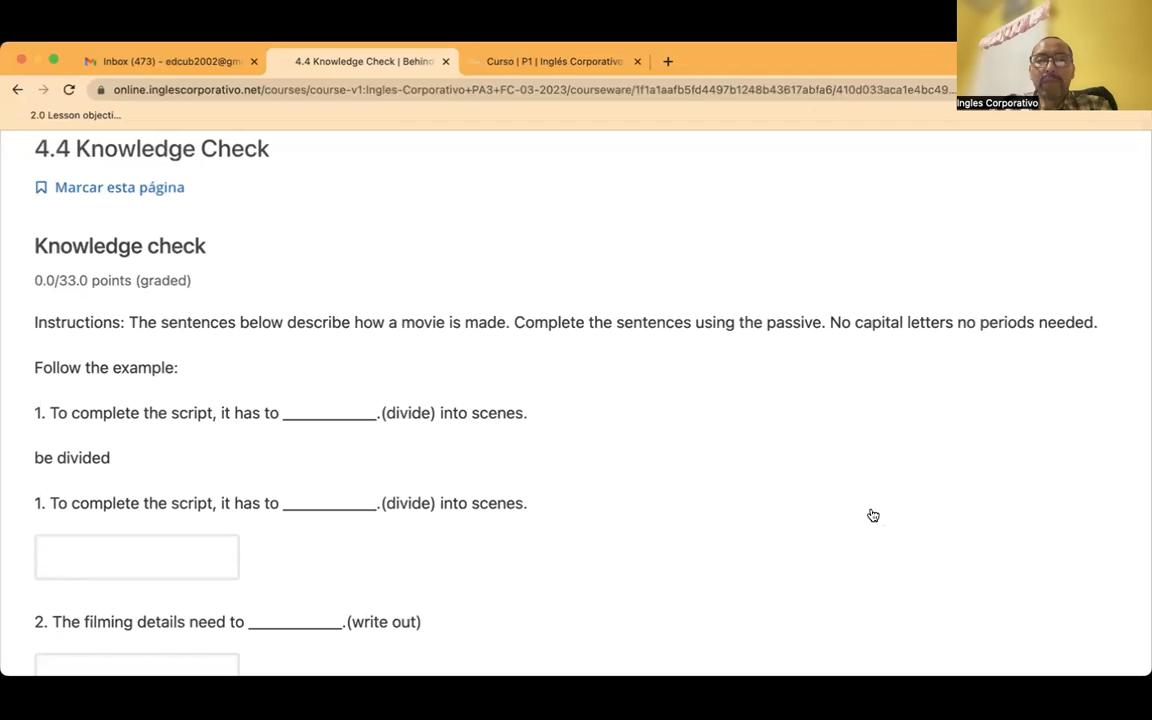 Inbox (473) - edcub2002@gm
4.4 Knowledge Check | Behind
Curso | P1 | Inglés Corporativo
online.inglescorporativo.net/courses/course-v1:Ingles-Corporativo+PA3+FC-03-2023/courseware/1f1a1aafb5fd4497b1248b43617abfa6/410d033aca1e4bc49...
Ingles Corporativo
2.0 Lesson objecti...
4.4 Knowledge Check
Marcar esta página
Knowledge check
0.0/33.0 points (graded)
Instructions: The sentences below describe how a movie is made. Complete the sentences using the passive. No capital letters no periods needed.
Follow the example:
1. To complete the script, it has to ___________.(divide) into scenes.
be divided
1. To complete the script, it has to ___________.(divide) into scenes.
2. The filming details need to ___________.(write out)